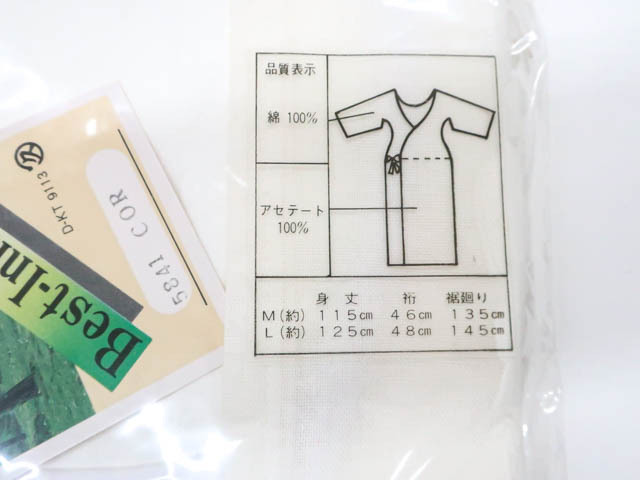 品質表示
綿 100%
アセテート
100%
身丈 裄 裾廻り
M(約) 115cm 46cm 135cm
L(約) 125cm 48cm 145cm
D-KT 9113
5841 COR
Best-In